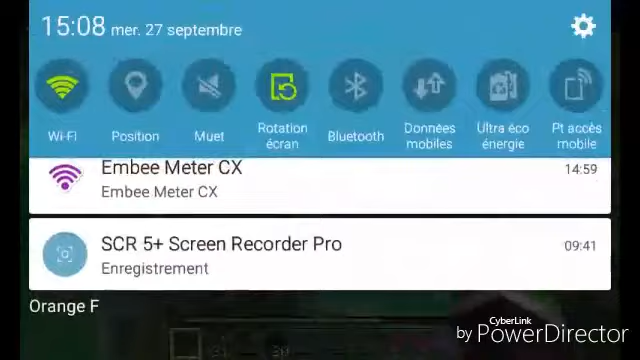 15:08 mer. 27 septembre
Wi-Fi
Position
Muet
Rotation écran
Bluetooth
Données mobiles
Ultra éco énergie
Pt accès mobile
Embee Meter CX 14:59
Embee Meter CX
SCR 5+ Screen Recorder Pro 09:41
Enregistrement
Orange F
CyberLink
by PowerDirector